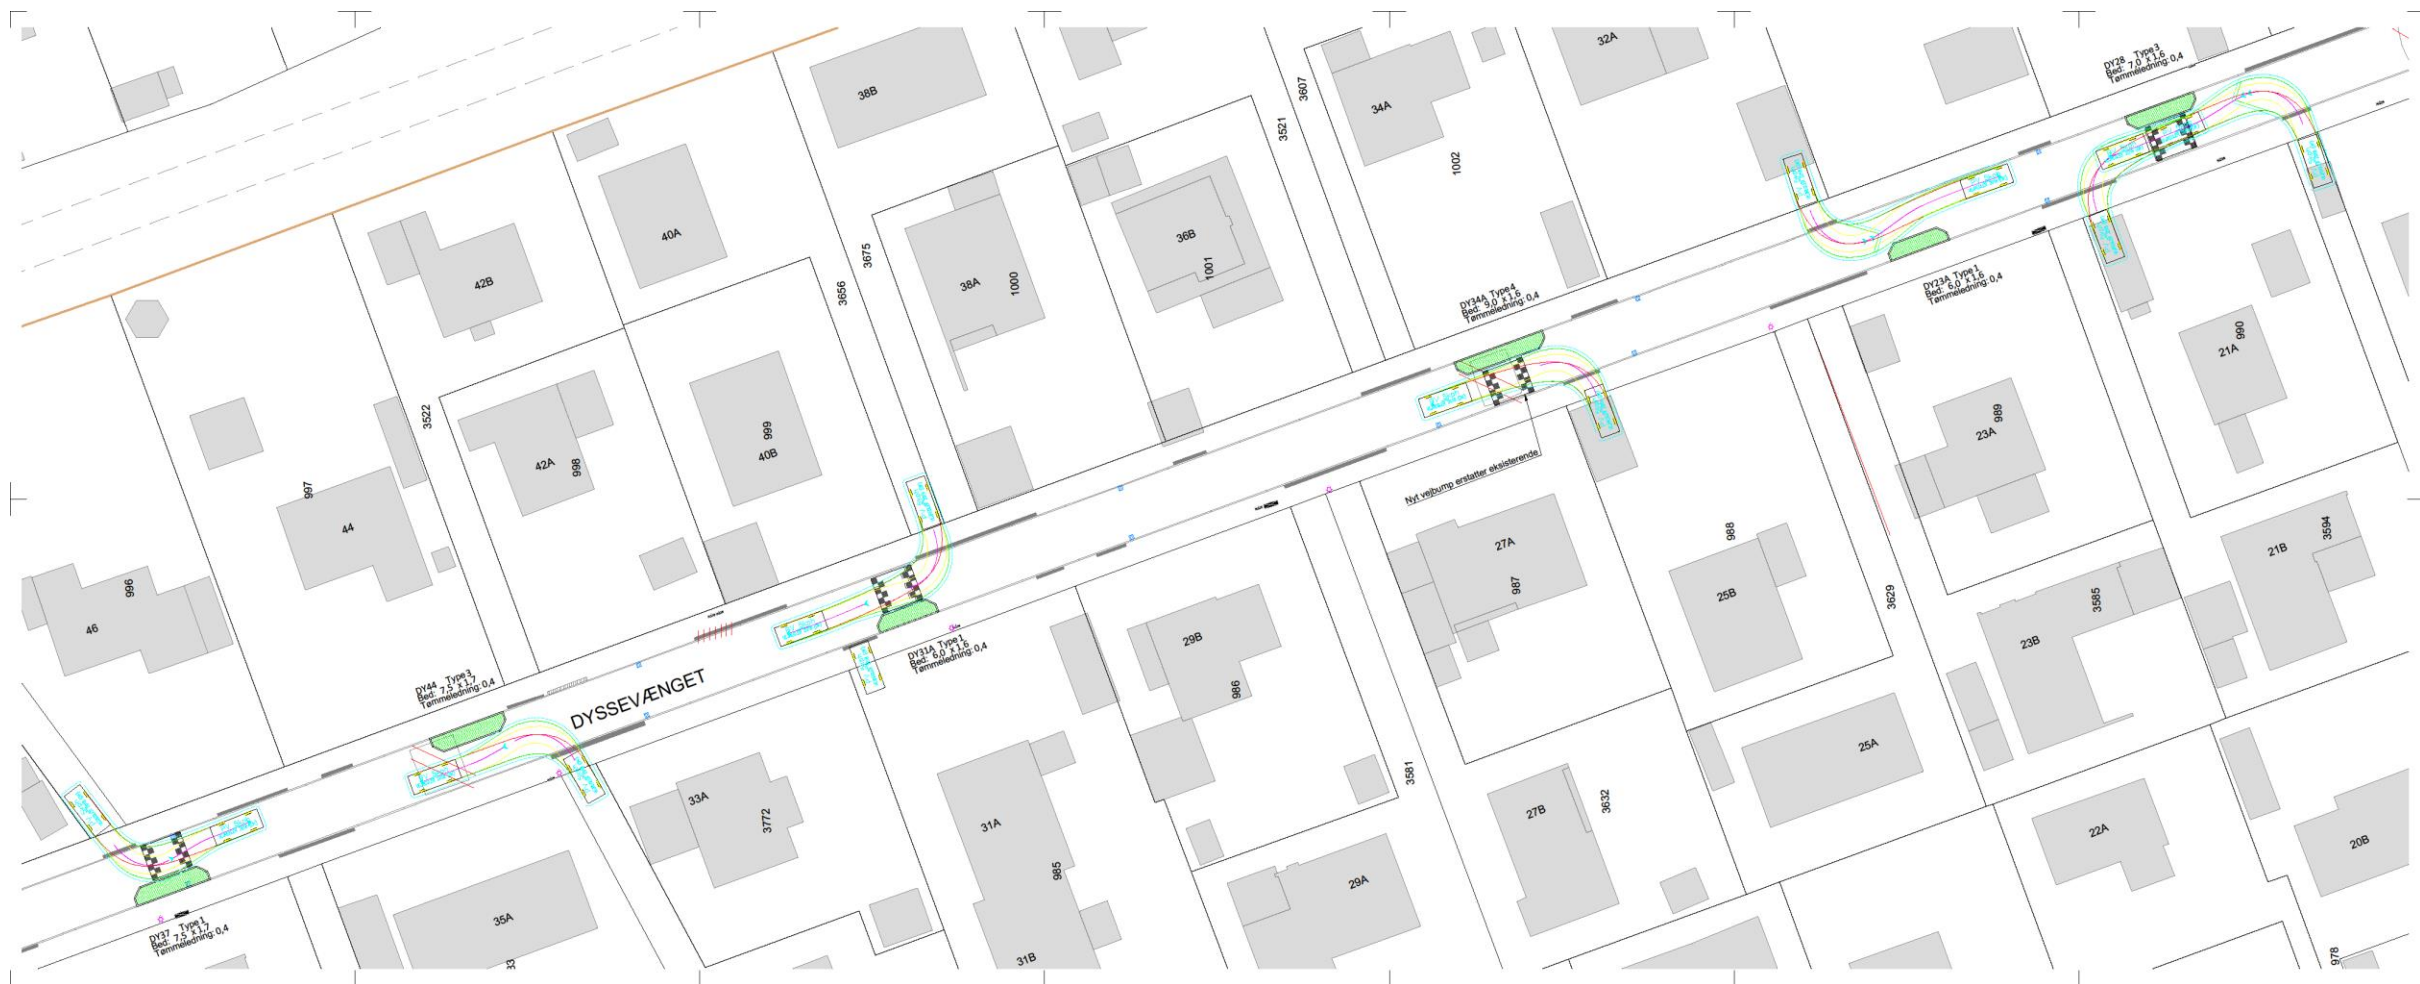 32A
38B
34A
3607
3521
1002
DY28 Type 3
Bed: 7,0 x 1,6
Tømmeledning: 0,4
40A
42B
3675
3656
38A
1000
36B
1001
DY34A Type 4
Bed: 9,0 x 1,6
Tømmeledning: 0,4
DY23A Type 1
Bed: 6,0 x 1,6
Tømmeledning: 0,4
21A
990
3522
42A
998
999
40B
997
44
996
46
Nyt vejbump erstatter eksisterende
27A
987
988
25B
989
23A
21B
3594
3629
3585
23B
DY44 Type 3
Bed: 7,5 x 1,7
Tømmeledning: 0,4
DYSSEVÆNGET
DY31A Type 1
Bed: 6,0 x 1,6
Tømmeledning: 0,4
29B
986
33A
3772
31A
985
3581
27B
3632
25A
22A
20B
29A
35A
DY37 Type 1
Bed: 7,5 x 1,7
Tømmeledning: 0,4
31B
978